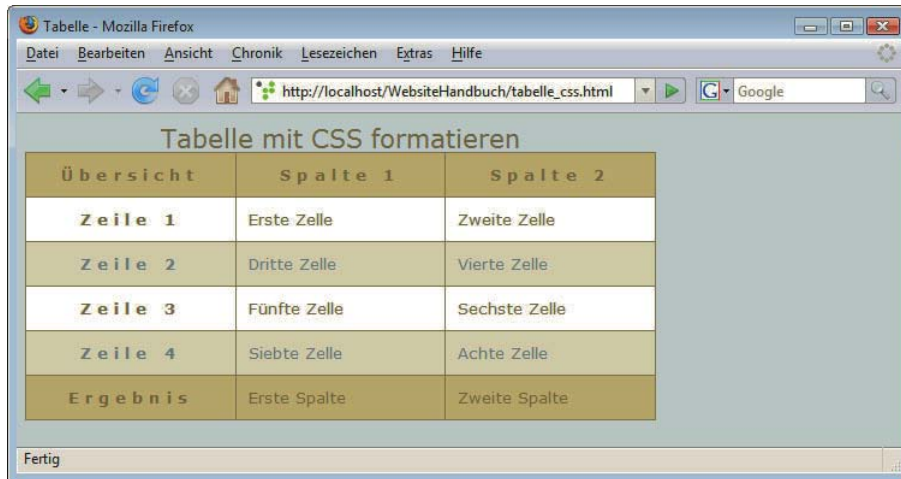 Tabelle - Mozilla Firefox
Datei Bearbeiten Ansicht Chronik Lesezeichen Extras Hilfe
http://localhost/WebsiteHandbuch/tabelle_css.html G Google
Tabelle mit CSS formatieren
Übersicht Spalte 1 Spalte 2
Zeile 1 Erste Zelle Zweite Zelle
Zeile 2 Dritte Zelle Vierte Zelle
Zeile 3 Fünfte Zelle Sechste Zelle
Zeile 4 Siebte Zelle Achte Zelle
Ergebnis Erste Spalte Zweite Spalte
Fertig